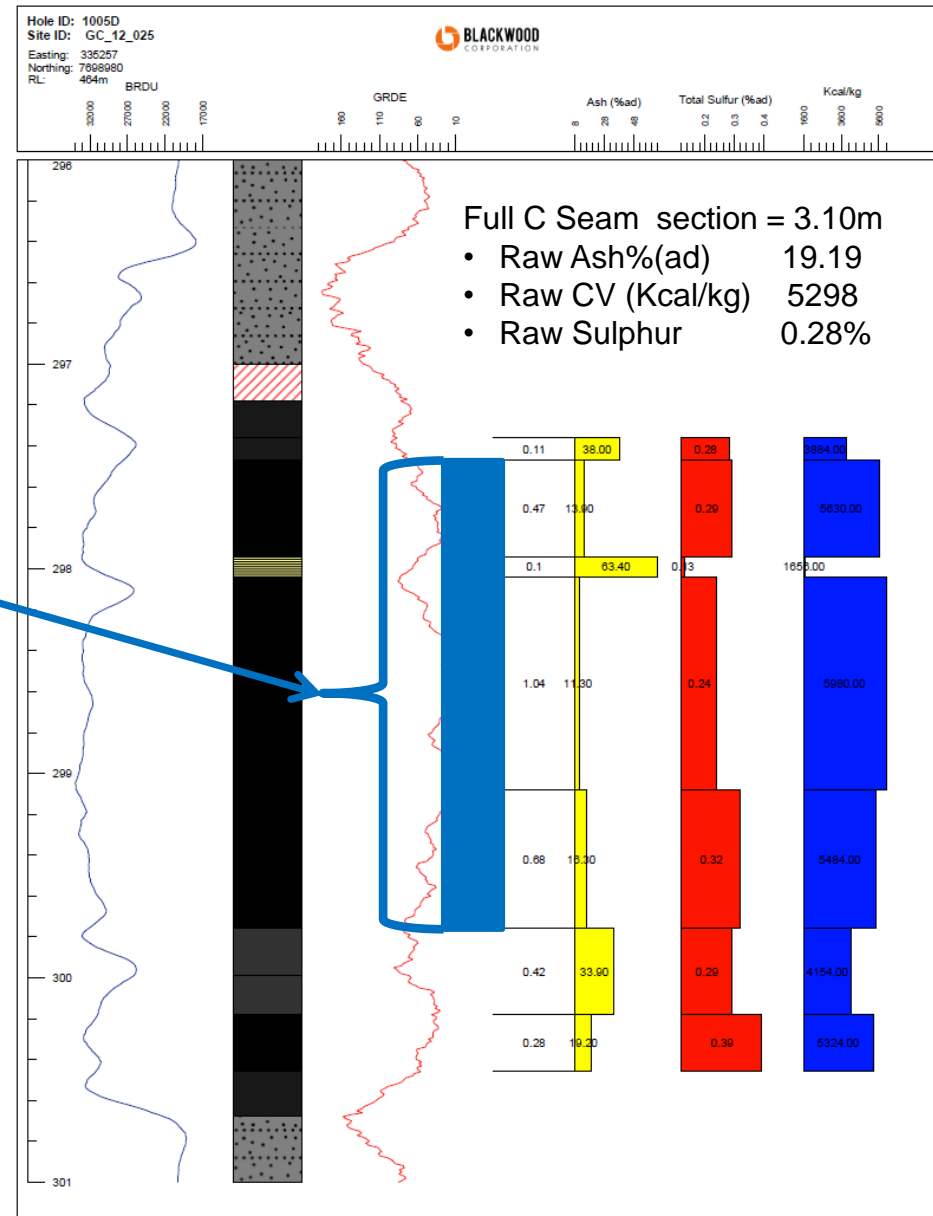 Hole ID: 1005D
Site ID: GC_12_025
Easting: 335257
Northing: 7698980
RL: 464m
BLACKWOOD
CORPORATION
BRDU
32000 27000 22000 17000
GRDE
160 110 60 10
Ash (%ad)
8 28 48
Total Sulfur (%ad)
0.2 0.3 0.4
Kcal/kg
1600 3600 5600
296
Full C Seam section = 3.10m
• Raw Ash%(ad) 19.19
• Raw CV (Kcal/kg) 5298
• Raw Sulphur 0.28%
297
0.11 38.00 0.28 3884.00
0.47 13.90 0.29 5630.00
298
0.1 63.40 0.13 1656.00
1.04 11.30 0.24 5980.00
299
0.68 16.30 0.32 5484.00
300
0.42 33.90 0.29 4154.00
0.28 19.20 0.39 5324.00
301